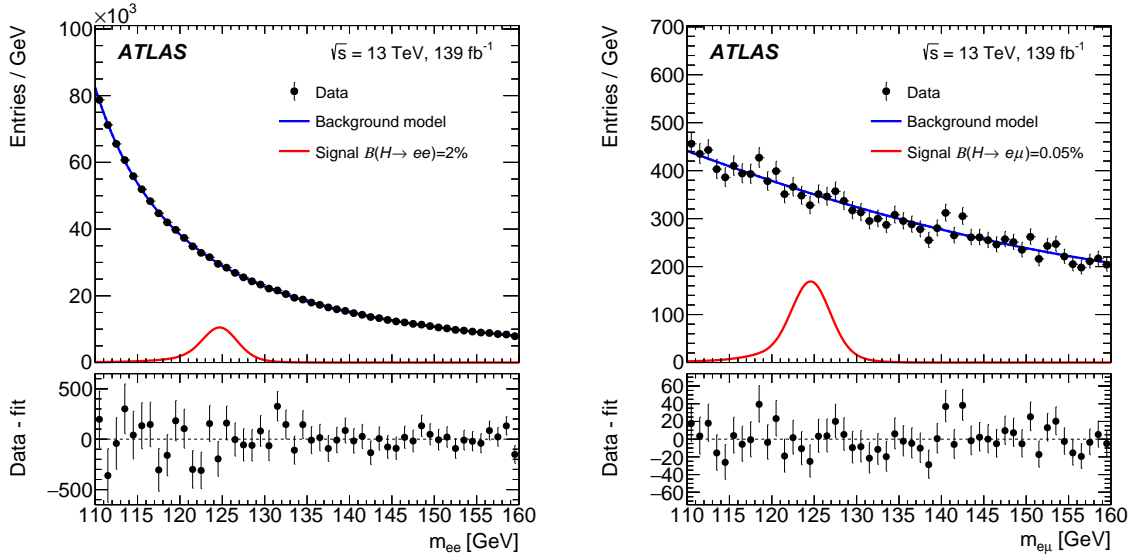 ×10³
100
80
60
40
20
0
Entries / GeV
ATLAS
√s = 13 TeV, 139 fb⁻¹
Data
Background model
Signal B(H→ ee)=2%
500
0
−500
Data - fit
110 115 120 125 130 135 140 145 150 155 160
m_ee [GeV]
700
600
500
400
300
200
100
0
Entries / GeV
ATLAS
√s = 13 TeV, 139 fb⁻¹
Data
Background model
Signal B(H→ eμ)=0.05%
60
40
20
0
−20
−40
−60
Data - fit
110 115 120 125 130 135 140 145 150 155 160
m_eμ [GeV]